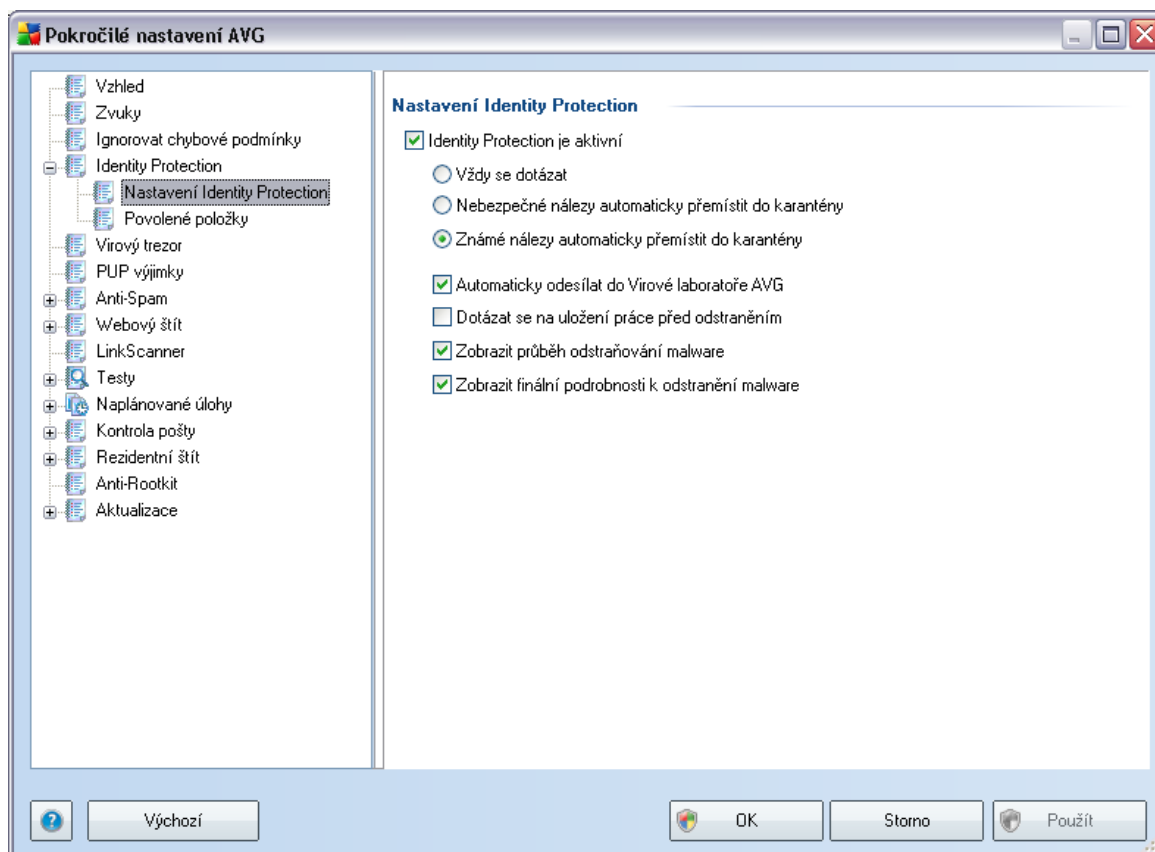 Pokročilé nastavení AVG
Vzhled
Zvuky
Ignorovat chybové podmínky
Identity Protection
Nastavení Identity Protection
Povolené položky
Virový trezor
PUP výjimky
Anti-Spam
Webový štít
LinkScanner
Testy
Naplánované úlohy
Kontrola pošty
Rezidentní štít
Anti-Rootkit
Aktualizace
Nastavení Identity Protection
Identity Protection je aktivní
Vždy se dotázat
Nebezpečné nálezy automaticky přemístit do karantény
Známé nálezy automaticky přemístit do karantény
Automaticky odesílat do Virové laboratoře AVG
Dotázat se na uložení práce před odstraněním
Zobrazit průběh odstraňování malware
Zobrazit finální podrobnosti k odstranění malware
Výchozí
OK
Storno
Použít